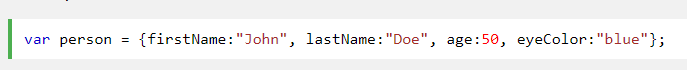 var person = {firstName:"John", lastName:"Doe", age:50, eyeColor:"blue"};